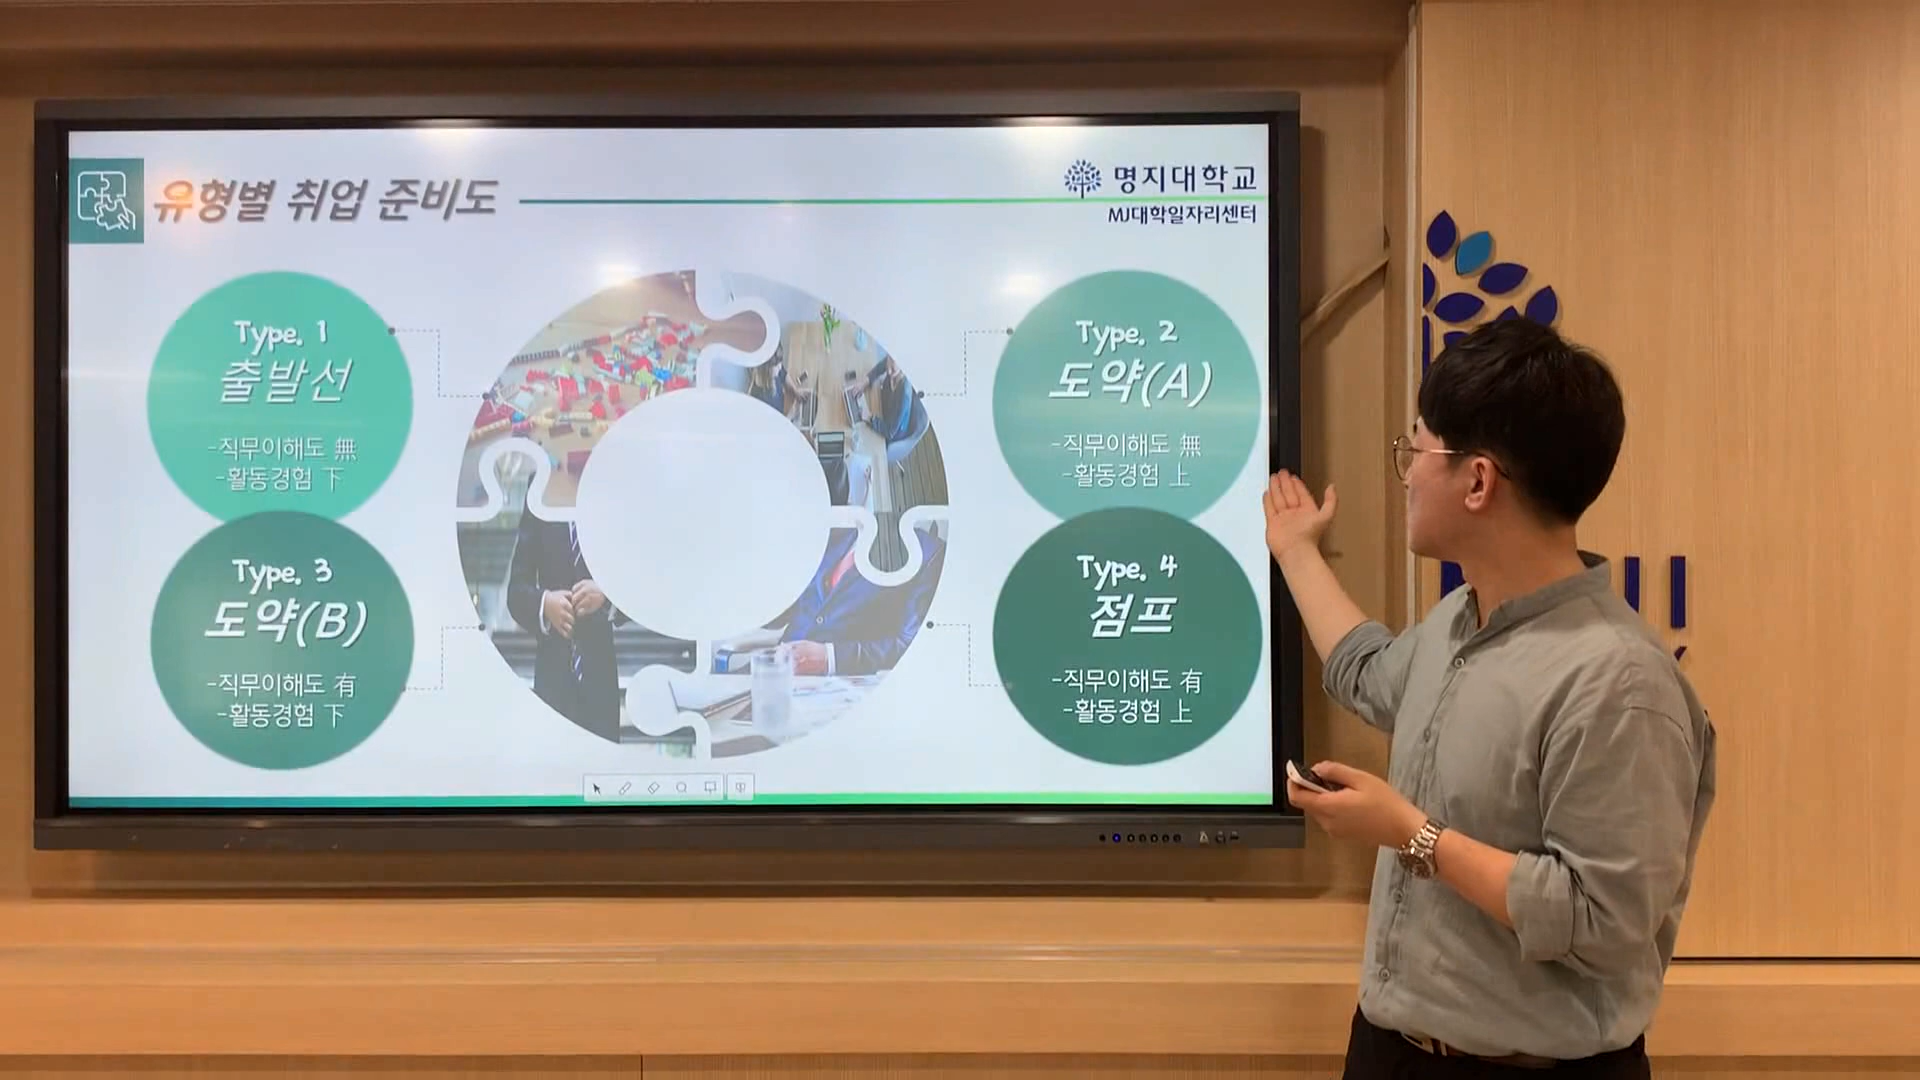 유형별 취업 준비도
명지대학교
MJ대학일자리센터
Type. 1
출발선
-직무이해도 無
-활동경험 下
Type. 2
도약(A)
-직무이해도 無
-활동경험 上
Type. 3
도약(B)
-직무이해도 有
-활동경험 下
Type. 4
점프
-직무이해도 有
-활동경험 上